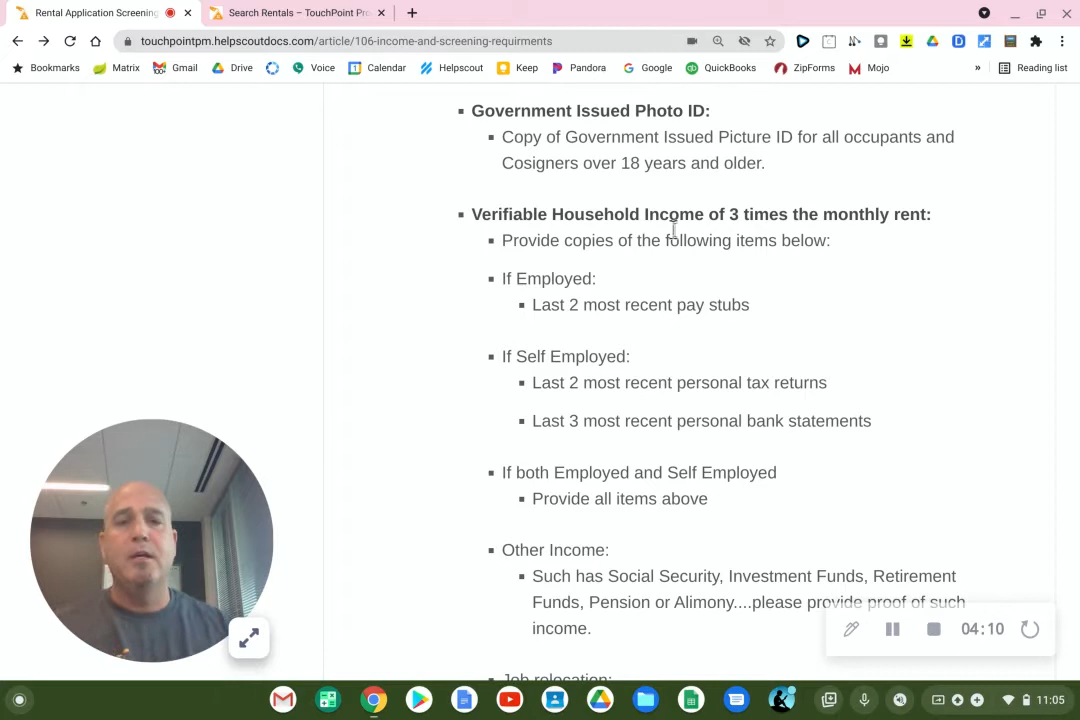 Rental Application Screening
Search Rentals – TouchPoint Pro
touchpointpm.helpscoutdocs.com/article/106-income-and-screening-requirments
Bookmarks Matrix Gmail Drive Voice Calendar Helpscout Keep Pandora Google QuickBooks ZipForms Mojo » Reading list
Government Issued Photo ID:
Copy of Government Issued Picture ID for all occupants and
Cosigners over 18 years and older.
Verifiable Household Income of 3 times the monthly rent:
Provide copies of the following items below:
If Employed:
Last 2 most recent pay stubs
If Self Employed:
Last 2 most recent personal tax returns
Last 3 most recent personal bank statements
If both Employed and Self Employed
Provide all items above
Other Income:
Such has Social Security, Investment Funds, Retirement
Funds, Pension or Alimony....please provide proof of such
income.
04:10
Job relocation:
11:05